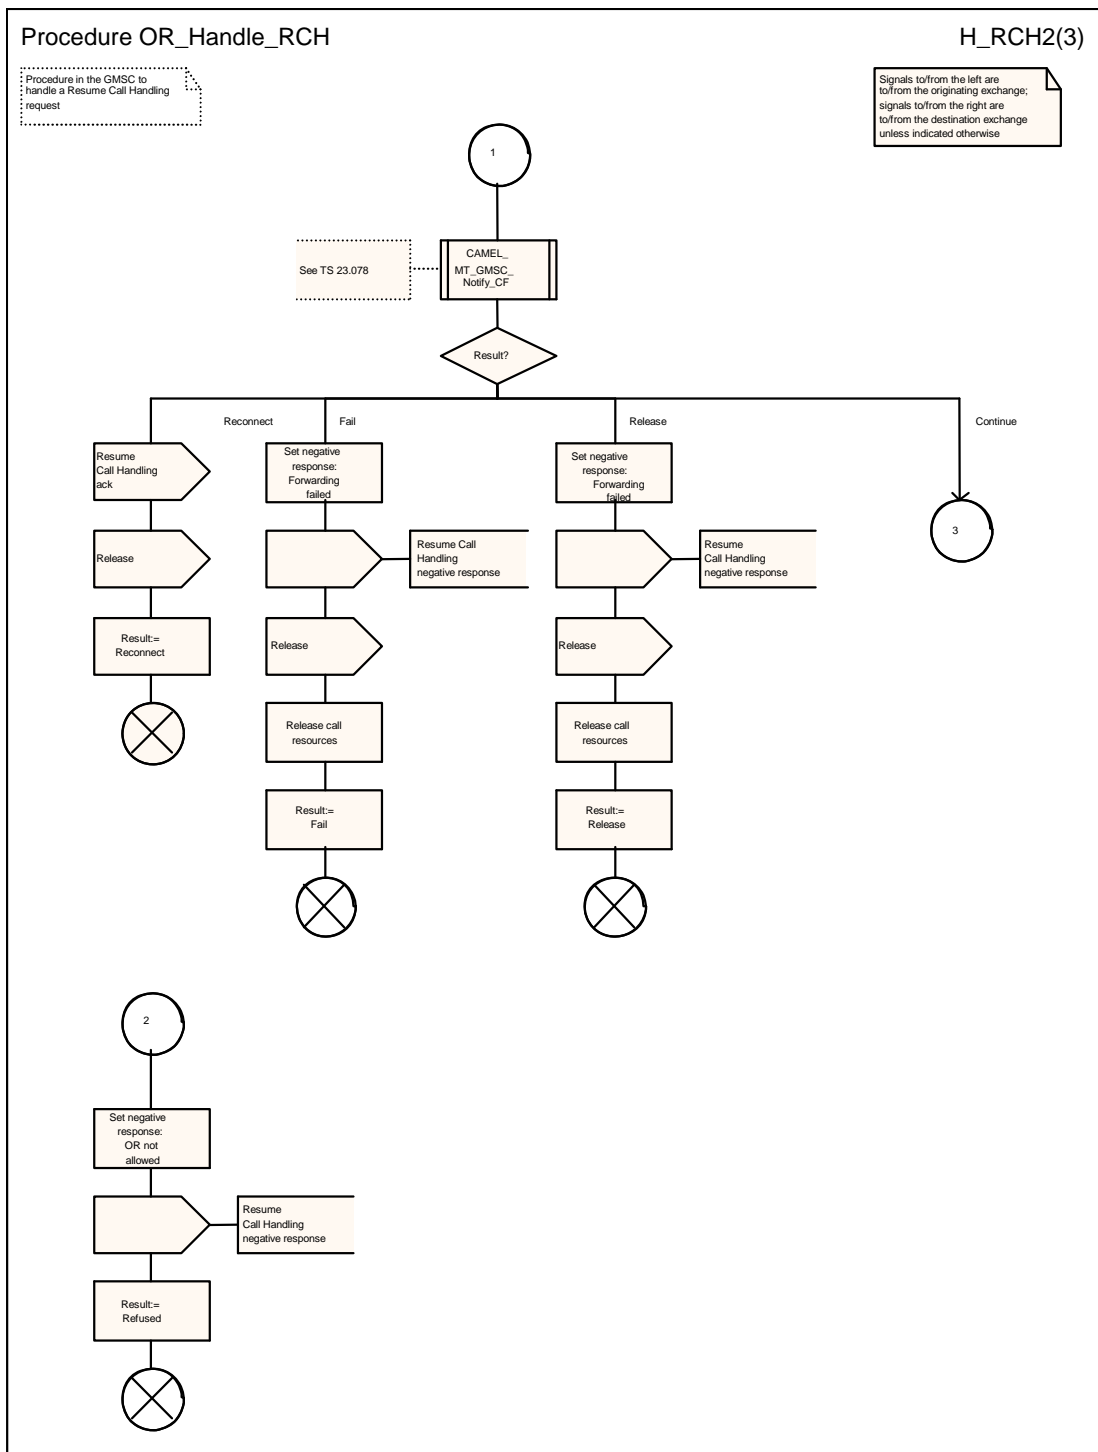 Procedure OR_Handle_RCH
H_RCH2(3)
Procedure in the GMSC to
handle a Resume Call Handling
request
Signals to/from the left are
to/from the originating exchange;
signals to/from the right are
to/from the destination exchange
unless indicated otherwise
1
See TS 23.078
CAMEL_
MT_GMSC_
Notify_CF
Result?
Reconnect
Fail
Release
Continue
Resume
Call Handling
ack
Release
Result:=
Reconnect
Set negative
response:
Forwarding
failed
Resume Call
Handling
negative response
Release
Release call
resources
Result:=
Fail
Set negative
response:
Forwarding
failed
Resume
Call Handling
negative response
Release
Release call
resources
Result:=
Release
3
2
Set negative
response:
OR not
allowed
Resume
Call Handling
negative response
Result:=
Refused